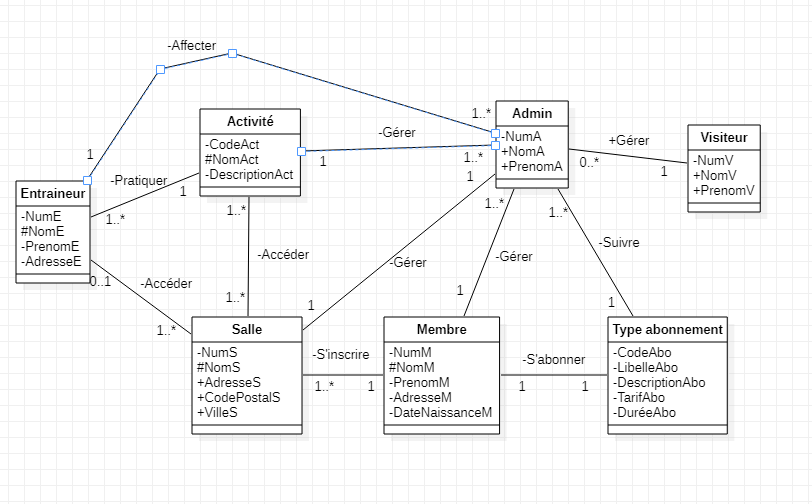 -Affecter
1
1..*
Activité
-CodeAct
#NomAct
-DescriptionAct
-Gérer
1
1..*
Admin
-NumA
+NomA
+PrenomA
+Gérer
0..*
1
Visiteur
-NumV
+NomV
+PrenomV
-Pratiquer
1
1..*
Entraineur
-NumE
#NomE
-PrenomE
-AdresseE
0..1
-Accéder
1..*
1..*
-Accéder
1..*
1
-Gérer
1
1..*
-Gérer
1
1..*
-Suivre
1
Salle
-NumS
#NomS
+AdresseS
+CodePostalS
+VilleS
-S'inscrire
1..*
1
Membre
-NumM
#NomM
-PrenomM
-AdresseM
-DateNaissanceM
-S'abonner
1
1
Type abonnement
-CodeAbo
-LibelleAbo
-DescriptionAbo
-TarifAbo
-DuréeAbo